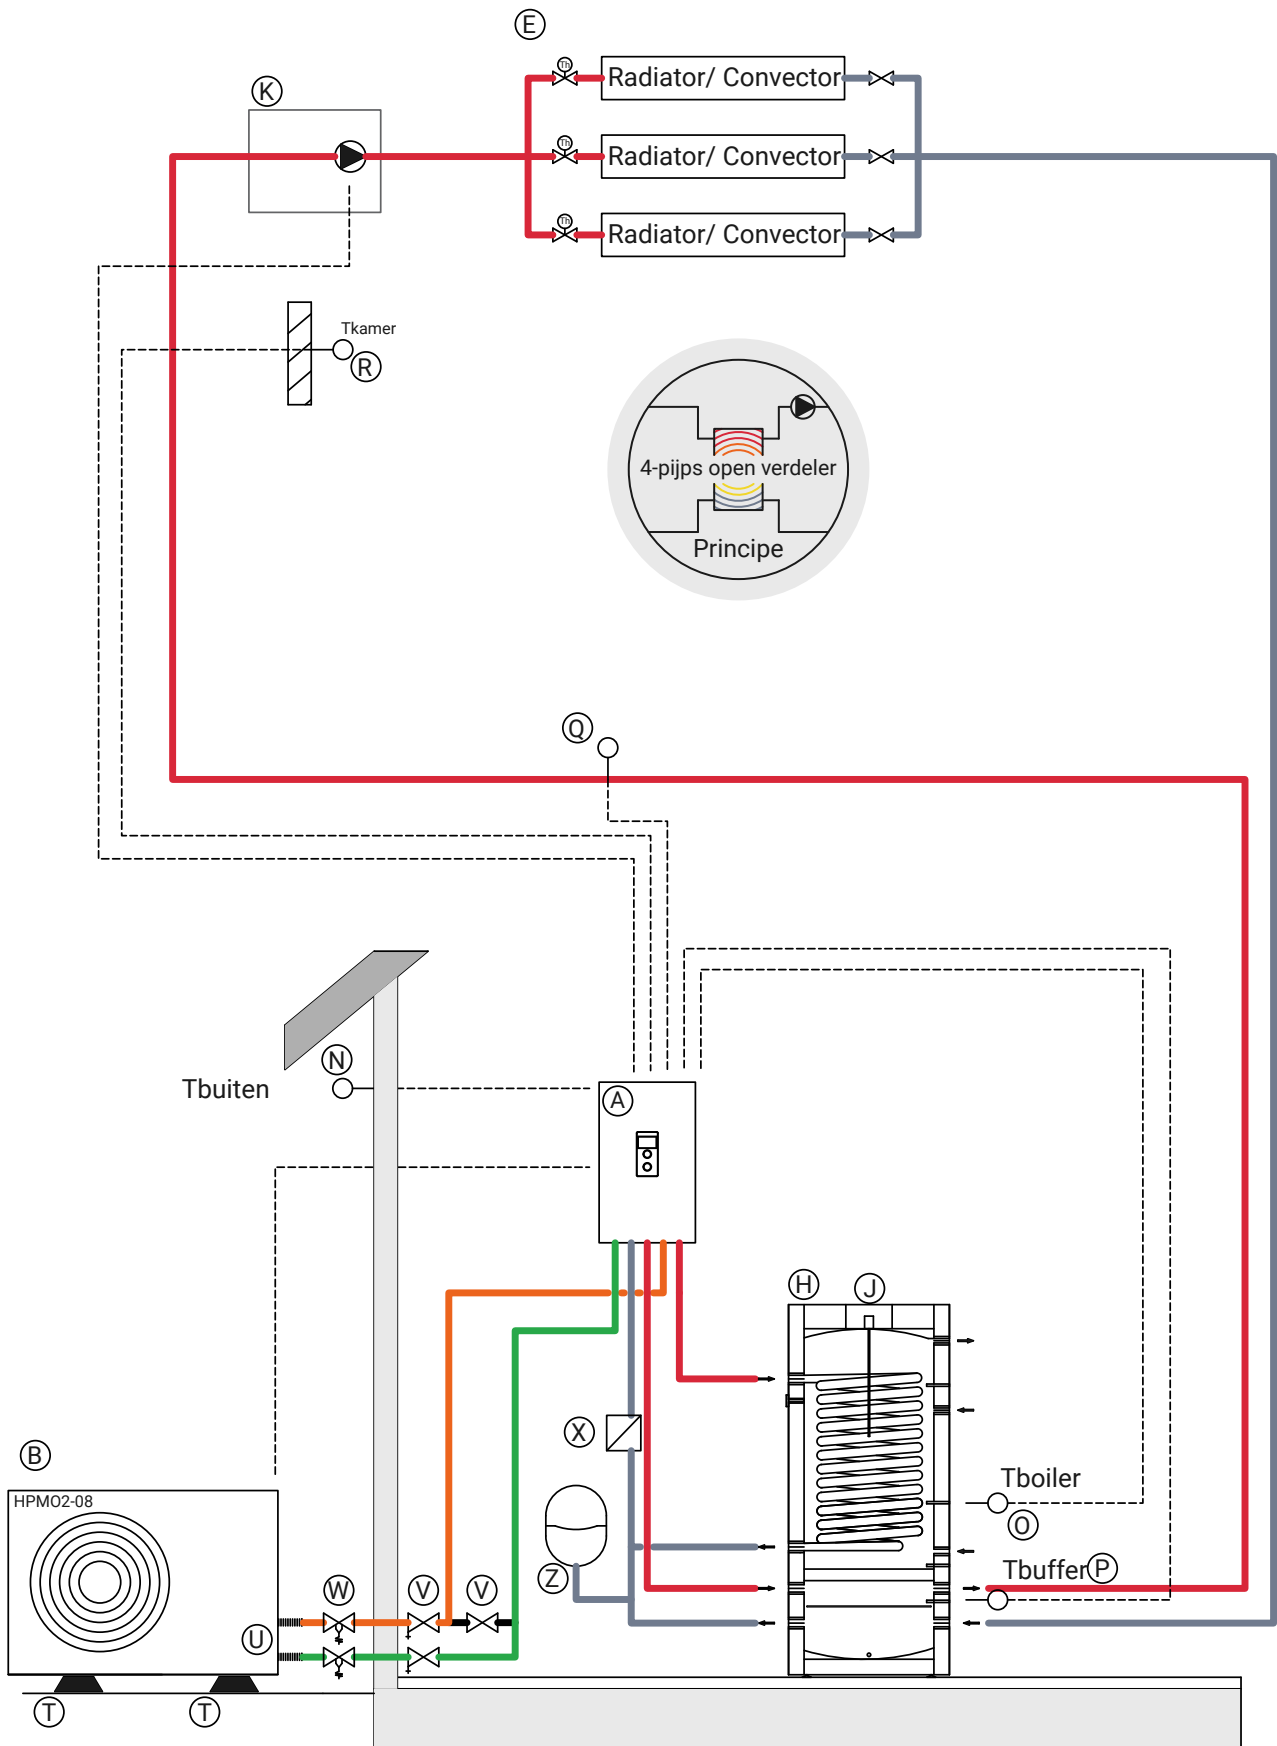 E
Th
Radiator/ Convector
K
Th
Radiator/ Convector
Th
Radiator/ Convector
Tkamer
R
4-pijps open verdeler
Principe
Q
N
Tbuiten
A
H
J
X
B
Tboiler
HPMO2-08
O
Tbuffer
P
Z
W
V
V
U
T
T